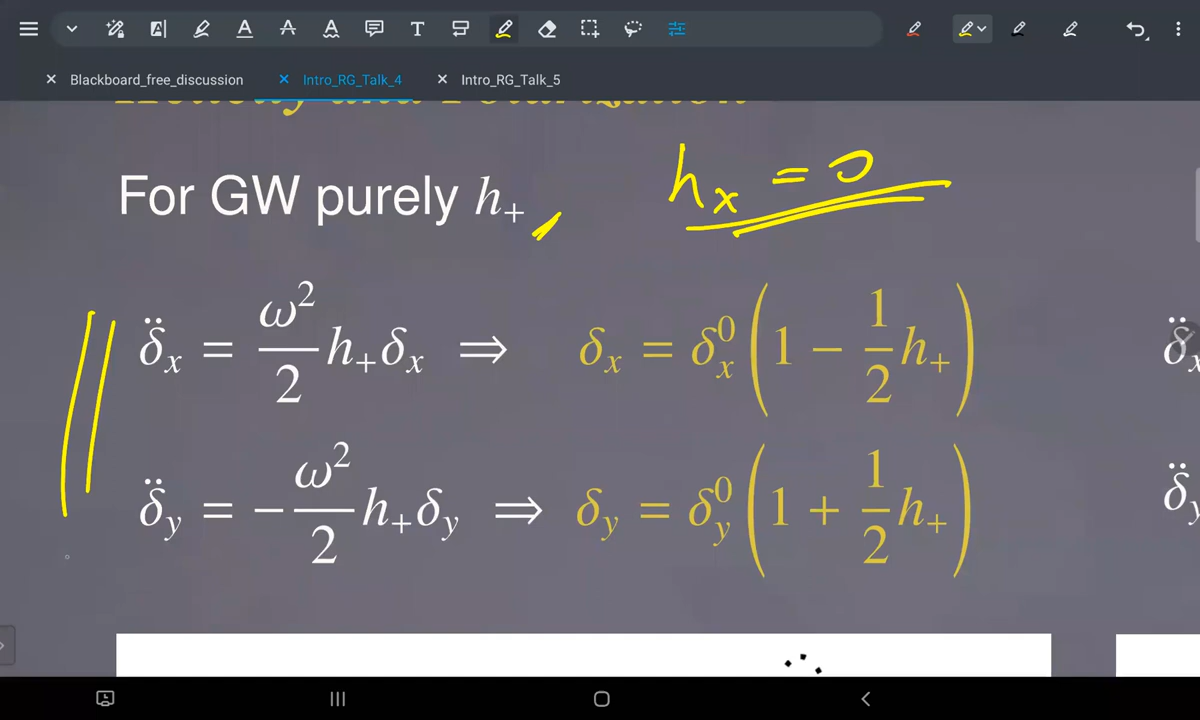 Blackboard_free_discussion Intro_RG_Talk_4 Intro_RG_Talk_5
For GW purely h₊, hₓ = 0
δ̈ₓ = ω²/2 h₊δₓ ⇒ δₓ = δₓ⁰ (1 − 1/2 h₊) δ̈ₓ
δ̈ᵧ = −ω²/2 h₊δᵧ ⇒ δᵧ = δᵧ⁰ (1 + 1/2 h₊) δ̈ᵧ